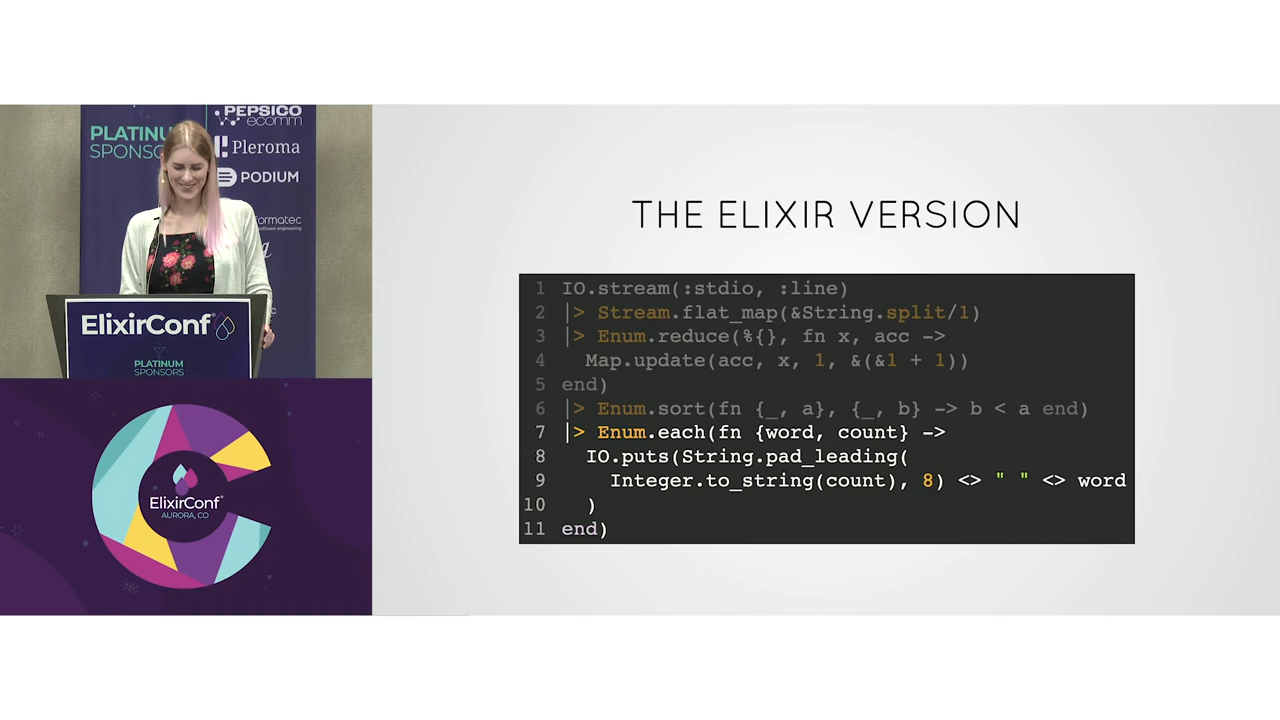 PLATINU
SPONSO
PEPSICO
ecomm
Pleroma
PODIUM
formatec
ElixirConf
PLATINUM
SPONSORS
ElixirConf
AURORA, CO
THE ELIXIR VERSION
1 IO.stream(:stdio, :line)
2 |> Stream.flat_map(&String.split/1)
3 |> Enum.reduce(%{}, fn x, acc ->
4 Map.update(acc, x, 1, &(&1 + 1))
5 end)
6 |> Enum.sort(fn {_, a}, {_, b} -> b < a end)
7 |> Enum.each(fn {word, count} ->
8 IO.puts(String.pad_leading(
9 Integer.to_string(count), 8) <> " " <> word
10 )
11 end)